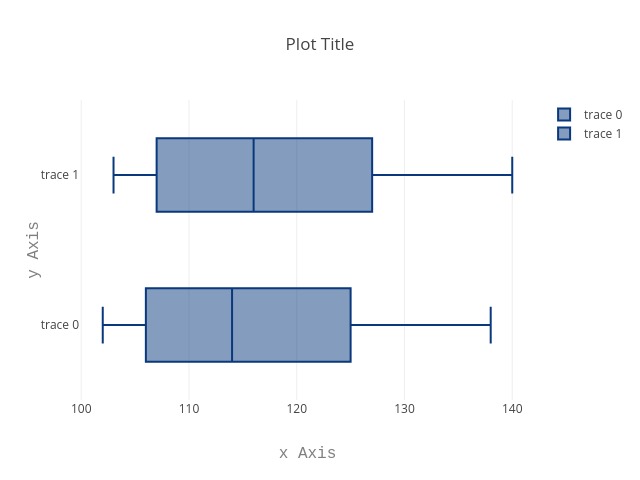 Plot Title
trace 0
trace 1
trace 1
y Axis
trace 0
100 110 120 130 140
x Axis